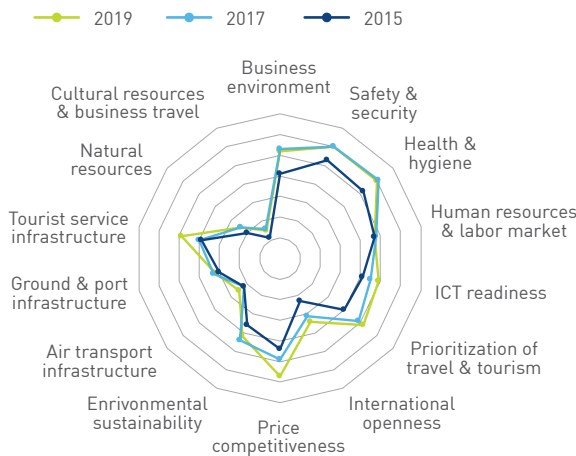 2019 2017 2015
Business
environment
Safety &
security
Health &
hygiene
Human resources
& labor market
ICT readiness
Prioritization of
travel & tourism
International
openness
Price
competitiveness
Enrivonmental
sustainability
Air transport
infrastructure
Ground & port
infrastructure
Tourist service
infrastructure
Natural
resources
Cultural resources
& business travel